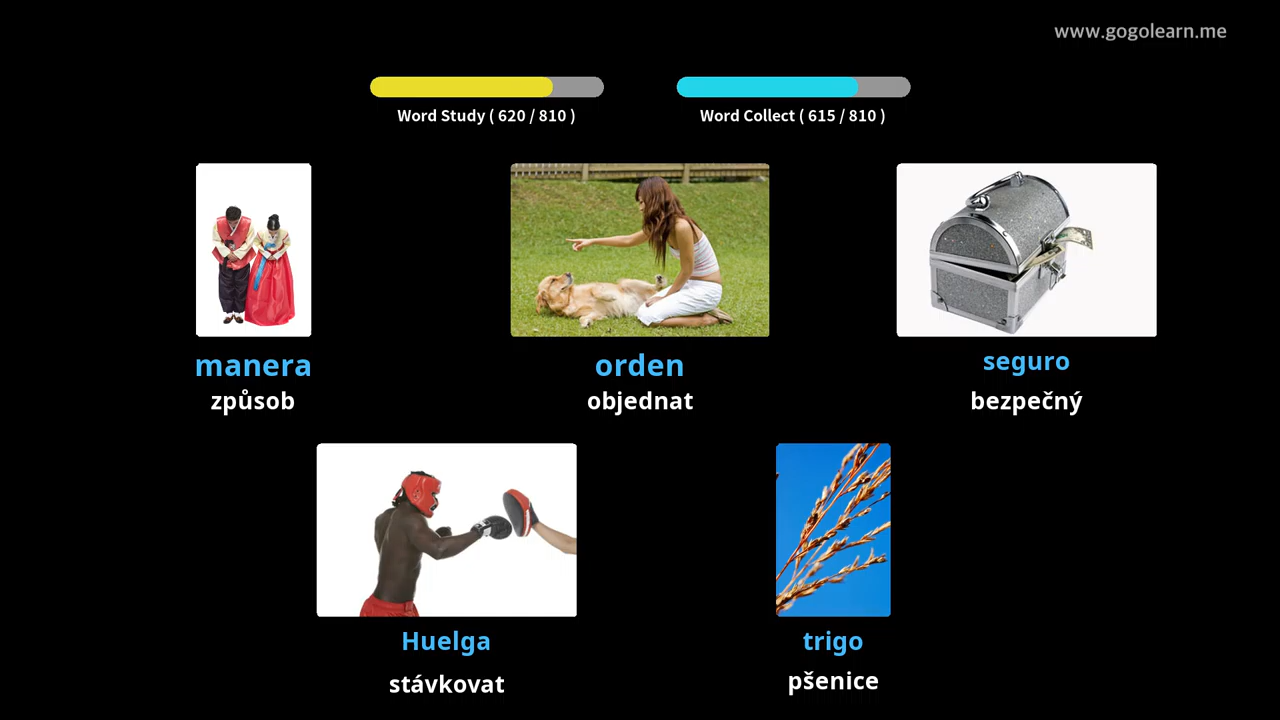 www.gogolearn.me
Word Study ( 620 / 810 )
Word Collect ( 615 / 810 )
manera
způsob
orden
objednat
seguro
bezpečný
Huelga
stávkovat
trigo
pšenice